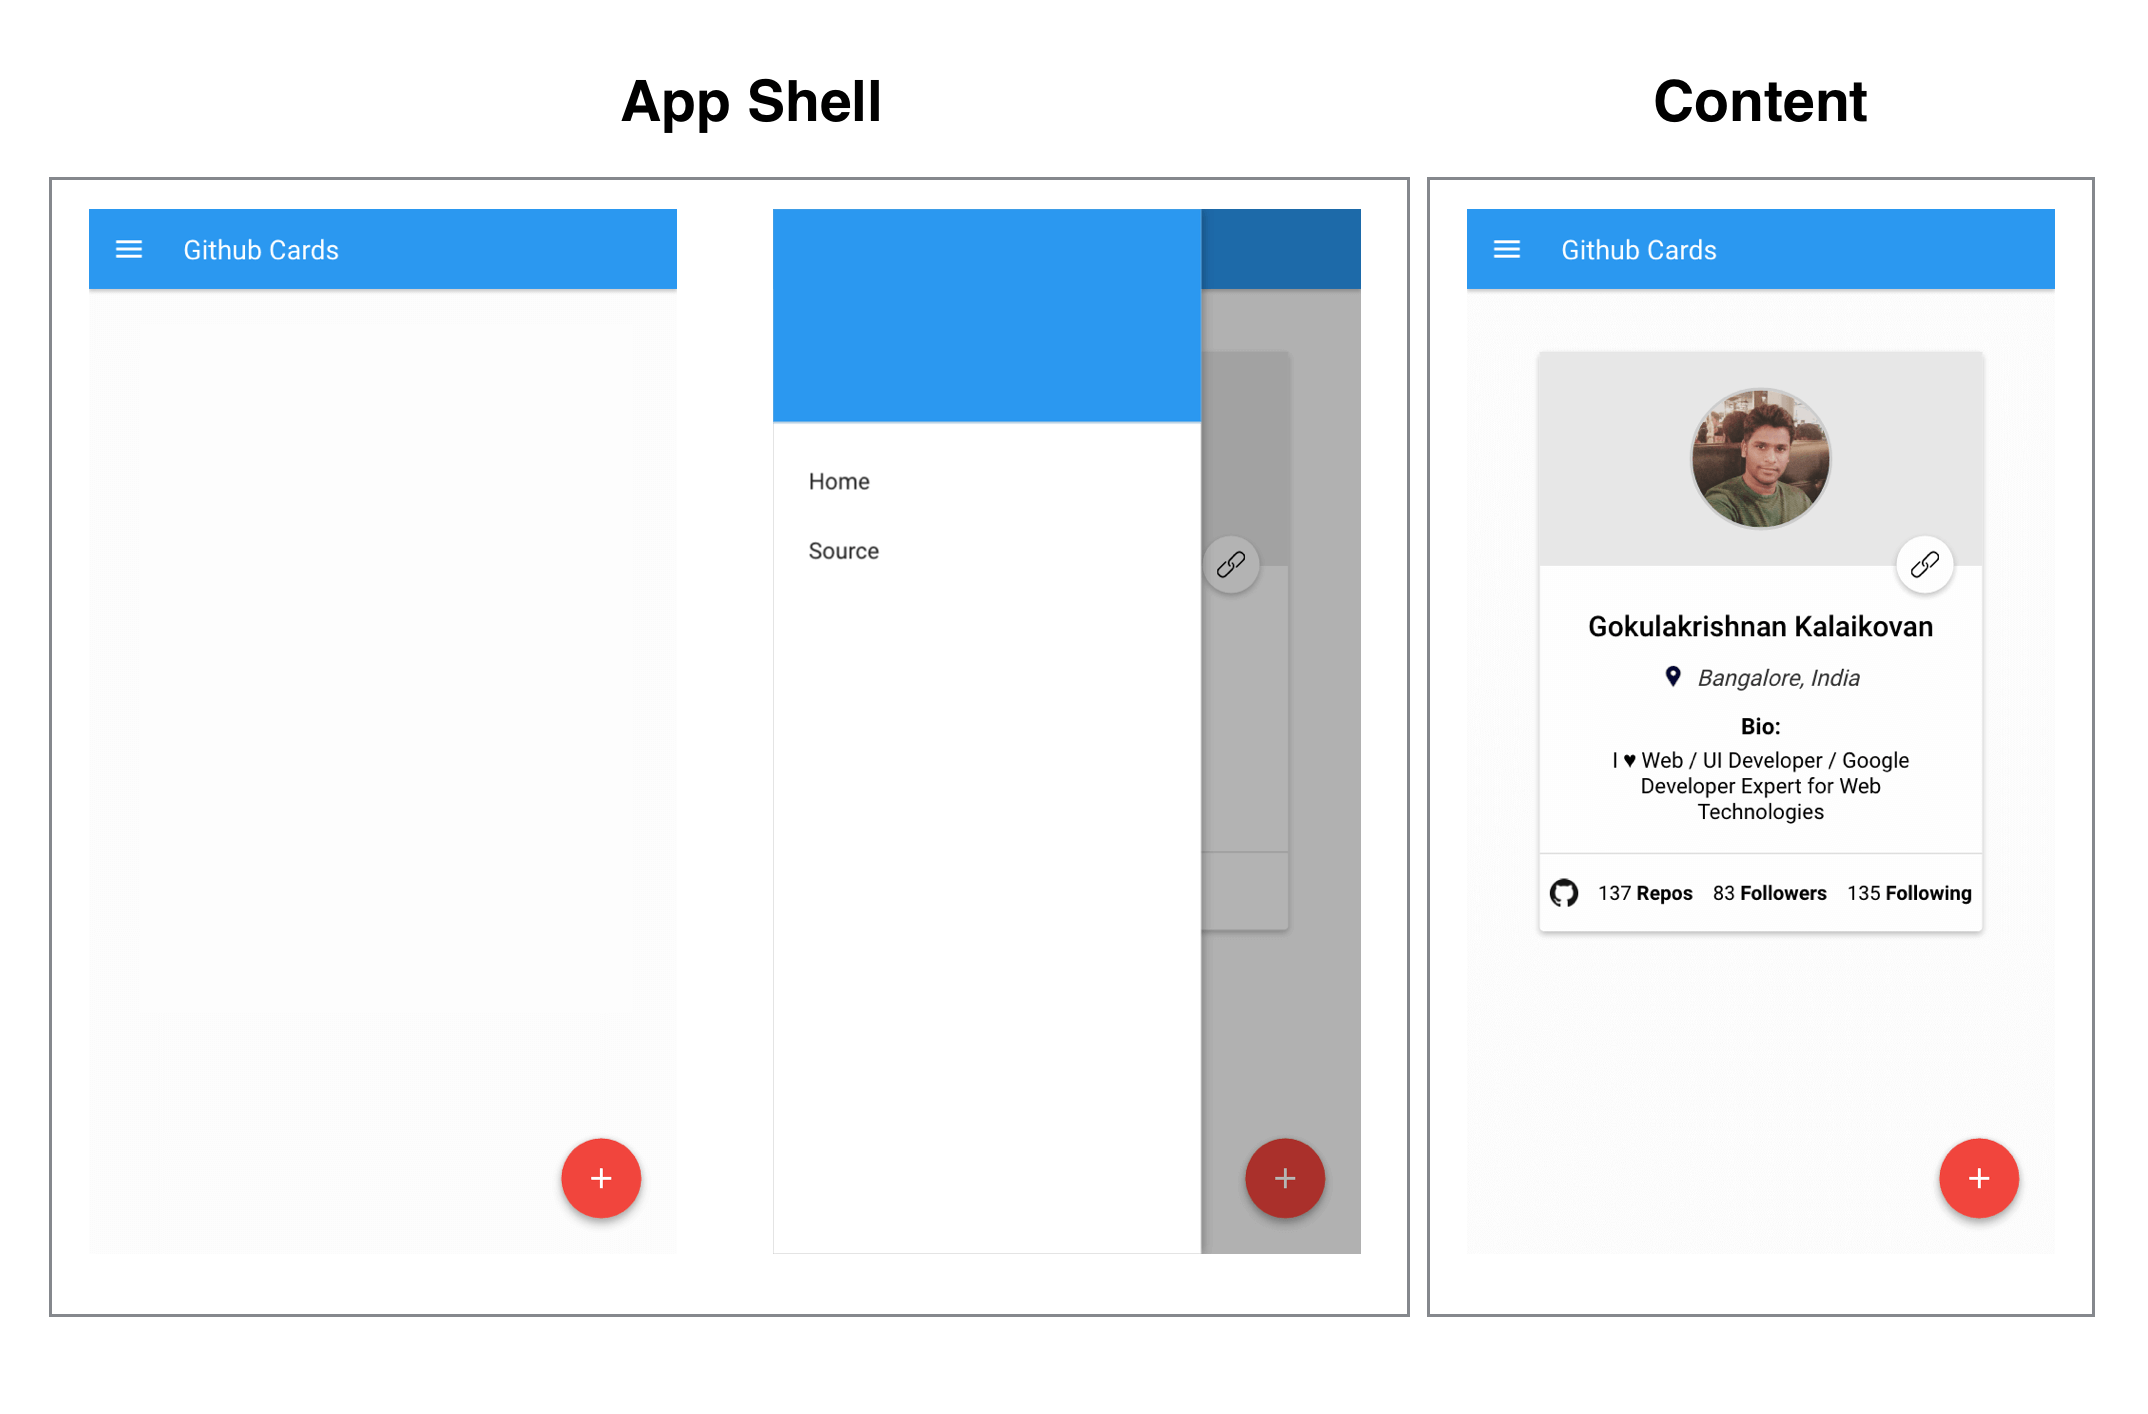 App Shell
Content
Github Cards
Home
Source
Github Cards
Gokulakrishnan Kalaikovan
Bangalore, India
Bio:
I ♥ Web / UI Developer / Google
Developer Expert for Web
Technologies
137 Repos 83 Followers 135 Following